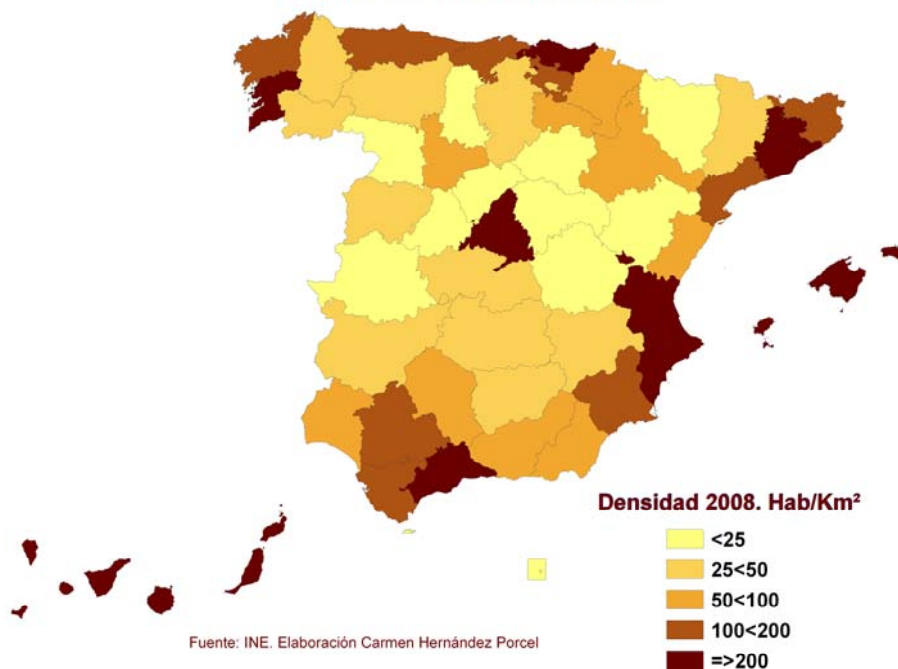 Densidad 2008. Hab/Km²
<25
25<50
50<100
100<200
=>200
Fuente: INE. Elaboración Carmen Hernández Porcel